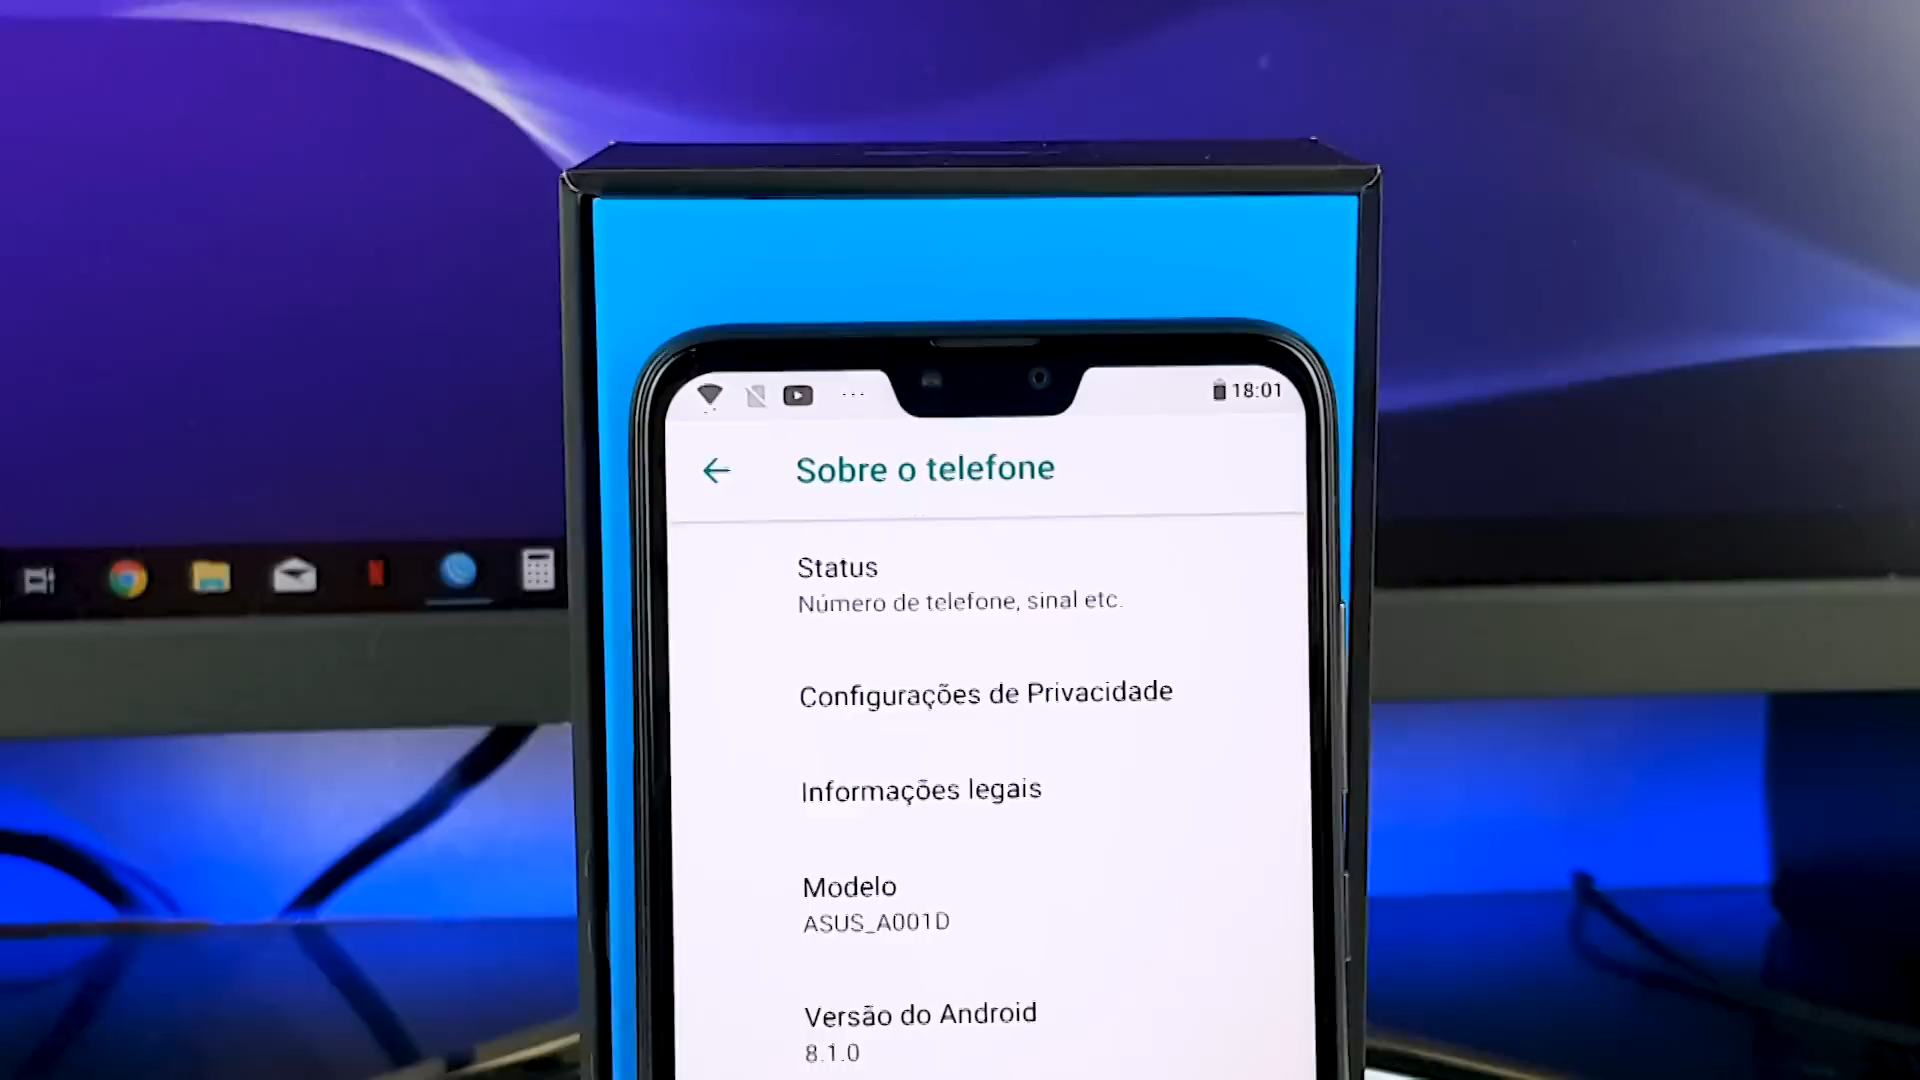 18:01
Sobre o telefone
Status
Número de telefone, sinal etc.
Configurações de Privacidade
Informações legais
Modelo
ASUS_A001D
Versão do Android
8.1.0